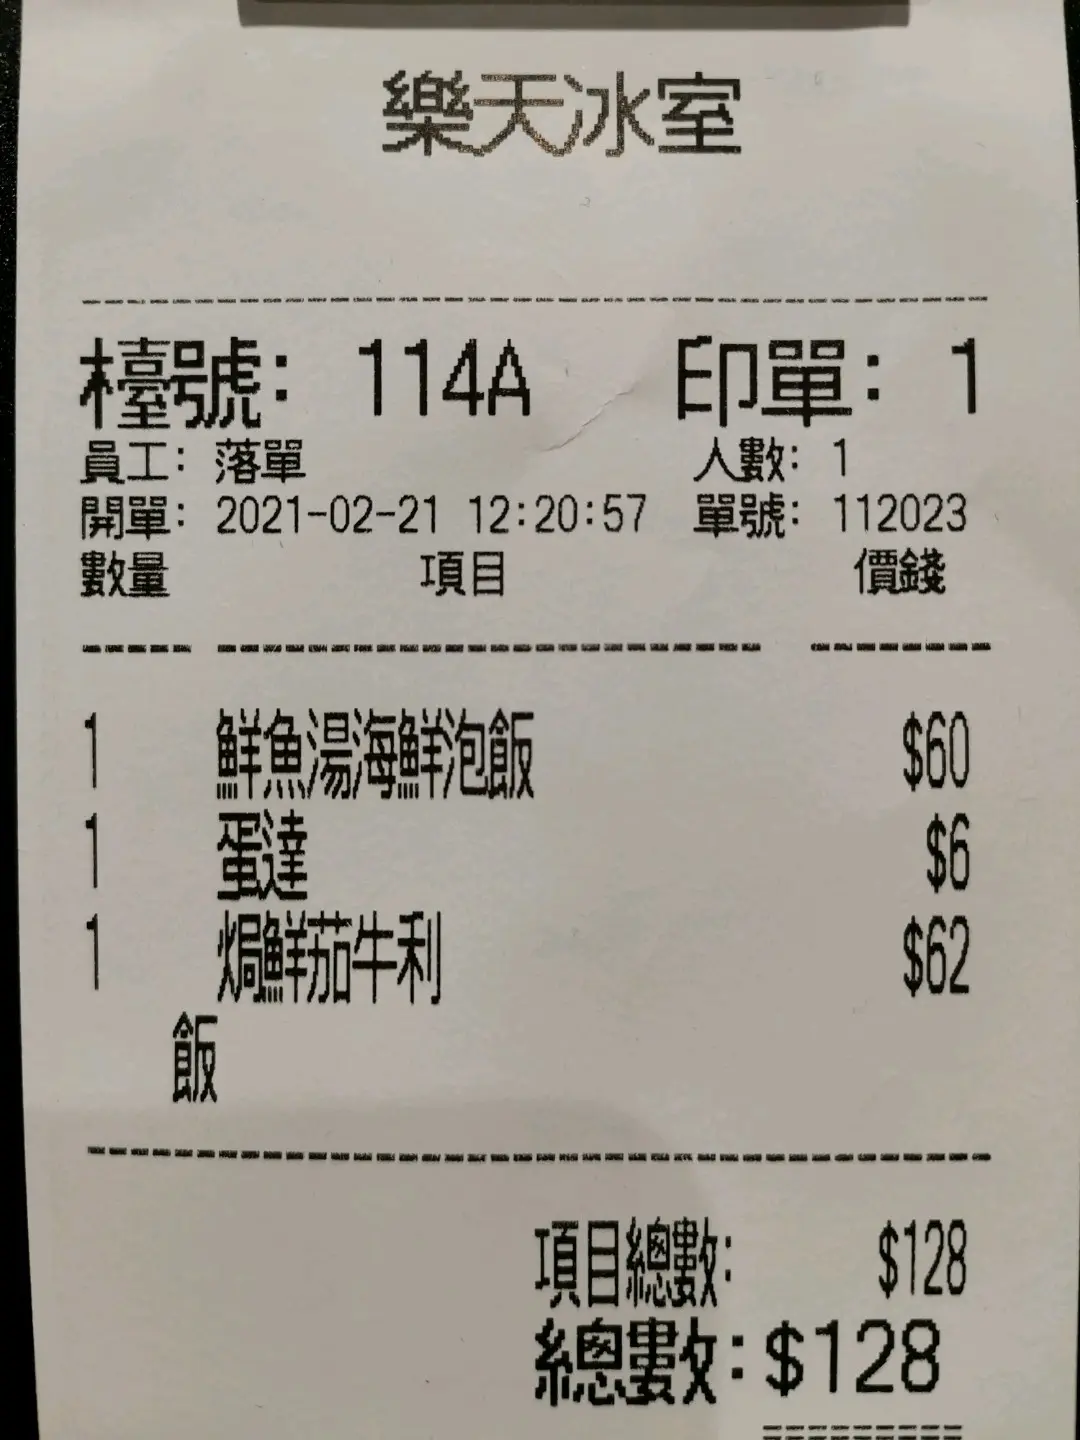 樂天冰室
檯號: 114A 印單: 1
員工: 落單 人數: 1
開單: 2021-02-21 12:20:57 單號: 112023
數量 項目 價錢
1 鮮魚湯海鮮泡飯 $60
1 蛋達 $6
1 焗鮮茄牛利 $62
飯
項目總數: $128
總數: $128